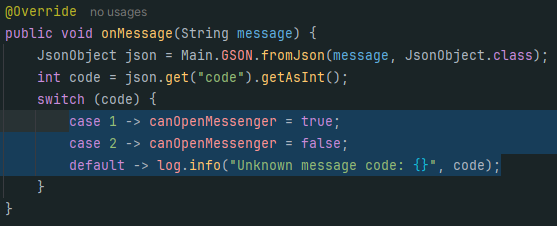 @Override no usages
public void onMessage(String message) {
    JsonObject json = Main.GSON.fromJson(message, JsonObject.class);
    int code = json.get("code").getAsInt();
    switch (code) {
        case 1 -> canOpenMessenger = true;
        case 2 -> canOpenMessenger = false;
        default -> log.info("Unknown message code: {}", code);
    }
}